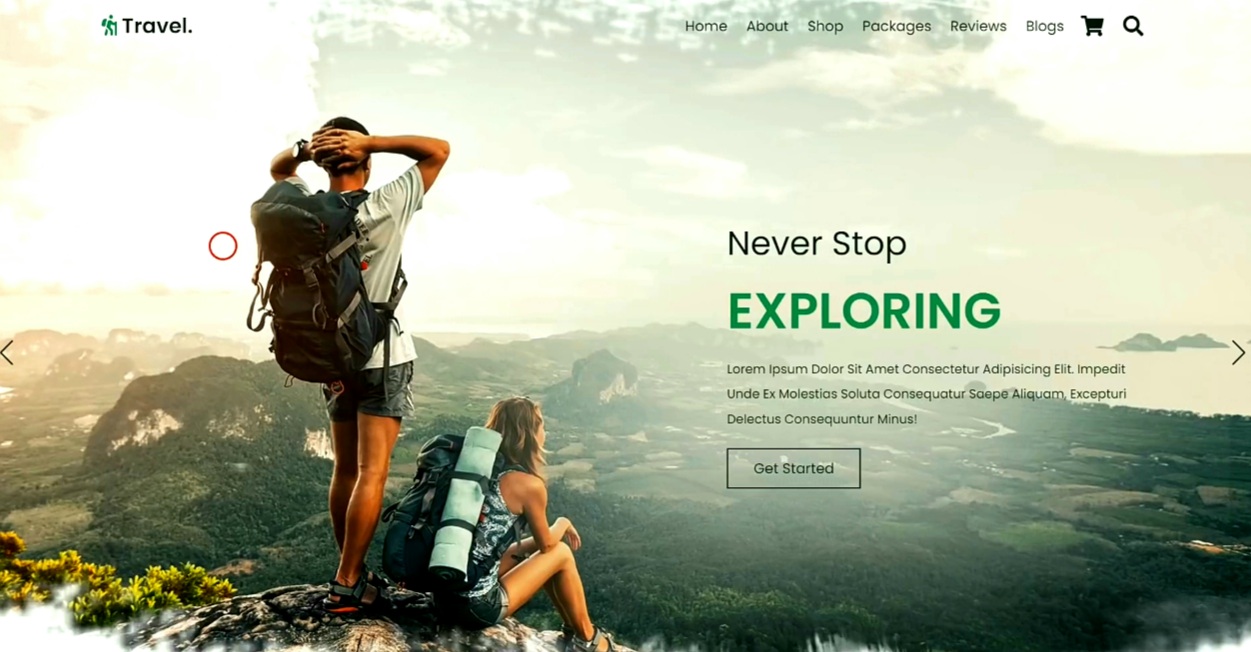 Travel.
Home About Shop Packages Reviews Blogs
Never Stop
EXPLORING
Lorem Ipsum Dolor Sit Amet Consectetur Adipisicing Elit. Impedit
Unde Ex Molestias Soluta Consequatur Saepe Aliquam, Excepturi
Delectus Consequuntur Minus!
Get Started